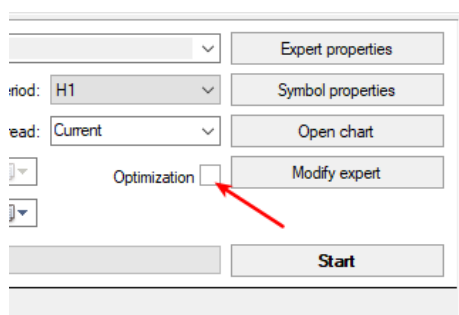 Expert properties
eriod: H1 Symbol properties
read: Current Open chart
Optimization Modify expert
Start